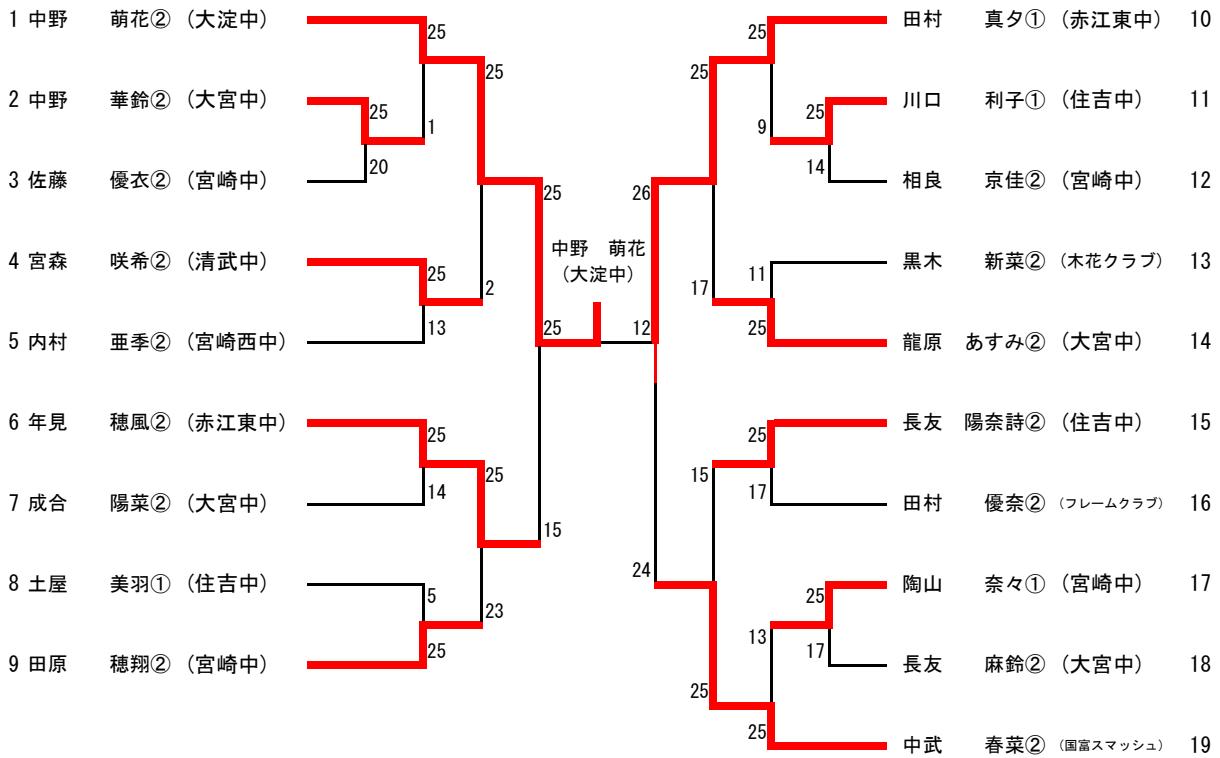 1 中野 萌花② (大淀中)
25
25
2 中野 華鈴② (大宮中)
25
1
20
3 佐藤 優衣② (宮崎中)
25
4 宮森 咲希② (清武中)
25
2
13
5 内村 亜季② (宮崎西中)
25
6 年見 穂風② (赤江東中)
25
25
14
7 成合 陽菜② (大宮中)
15
8 土屋 美羽① (住吉中)
5
23
25
9 田原 穂翔② (宮崎中)
中野 萌花
(大淀中)
田村 真夕① (赤江東中) 10
25
25
川口 利子① (住吉中) 11
25
9
14
相良 京佳② (宮崎中) 12
26
黒木 新菜② (木花クラブ) 13
11
17
25
12
龍原 あすみ② (大宮中) 14
長友 陽奈詩② (住吉中) 15
25
15
17
田村 優奈② (フレームクラブ) 16
24
陶山 奈々① (宮崎中) 17
25
13
17
長友 麻鈴② (大宮中) 18
25
25
中武 春菜② (国富スマッシュ) 19